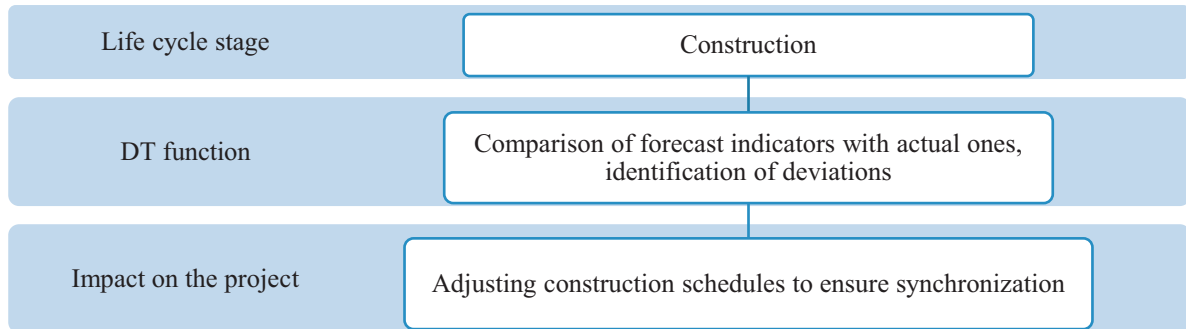 Life cycle stage
Construction
DT function
Comparison of forecast indicators with actual ones,
identification of deviations
Impact on the project
Adjusting construction schedules to ensure synchronization